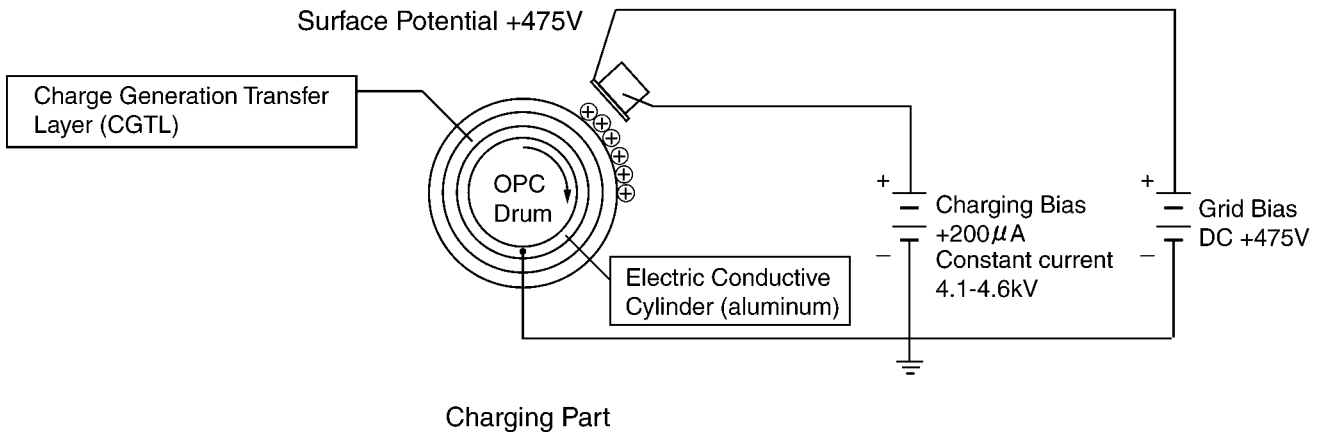 Surface Potential +475V
Charge Generation Transfer
Layer (CGTL)
OPC
Drum
+
+
Charging Bias
+200μA
Constant current
4.1-4.6kV
Grid Bias
DC +475V
−
−
Electric Conductive
Cylinder (aluminum)
Charging Part